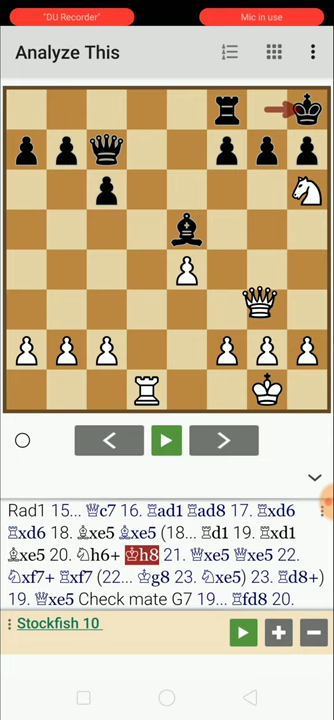 "DU Recorder"
Mic in use
Analyze This
Rad1 15... ♕c7 16. ♖ad1 ♖ad8 17. ♖xd6
♖xd6 18. ♗xe5 ♗xe5 (18... ♖d1 19. ♖xd1
♗xe5 20. ♘h6+ ♔h8 21. ♕xe5 ♕xe5 22.
♘xf7+ ♖xf7 (22... ♔g8 23. ♘xe5) 23. ♖d8+)
19. ♕xe5 Check mate G7 19... ♖fd8 20.
Stockfish 10